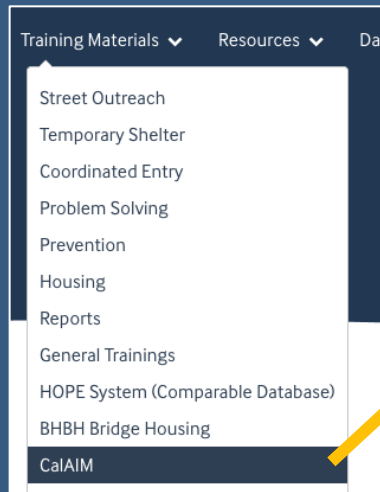 Training Materials Resources Da
Street Outreach
Temporary Shelter
Coordinated Entry
Problem Solving
Prevention
Housing
Reports
General Trainings
HOPE System (Comparable Database)
BHBH Bridge Housing
CalAIM